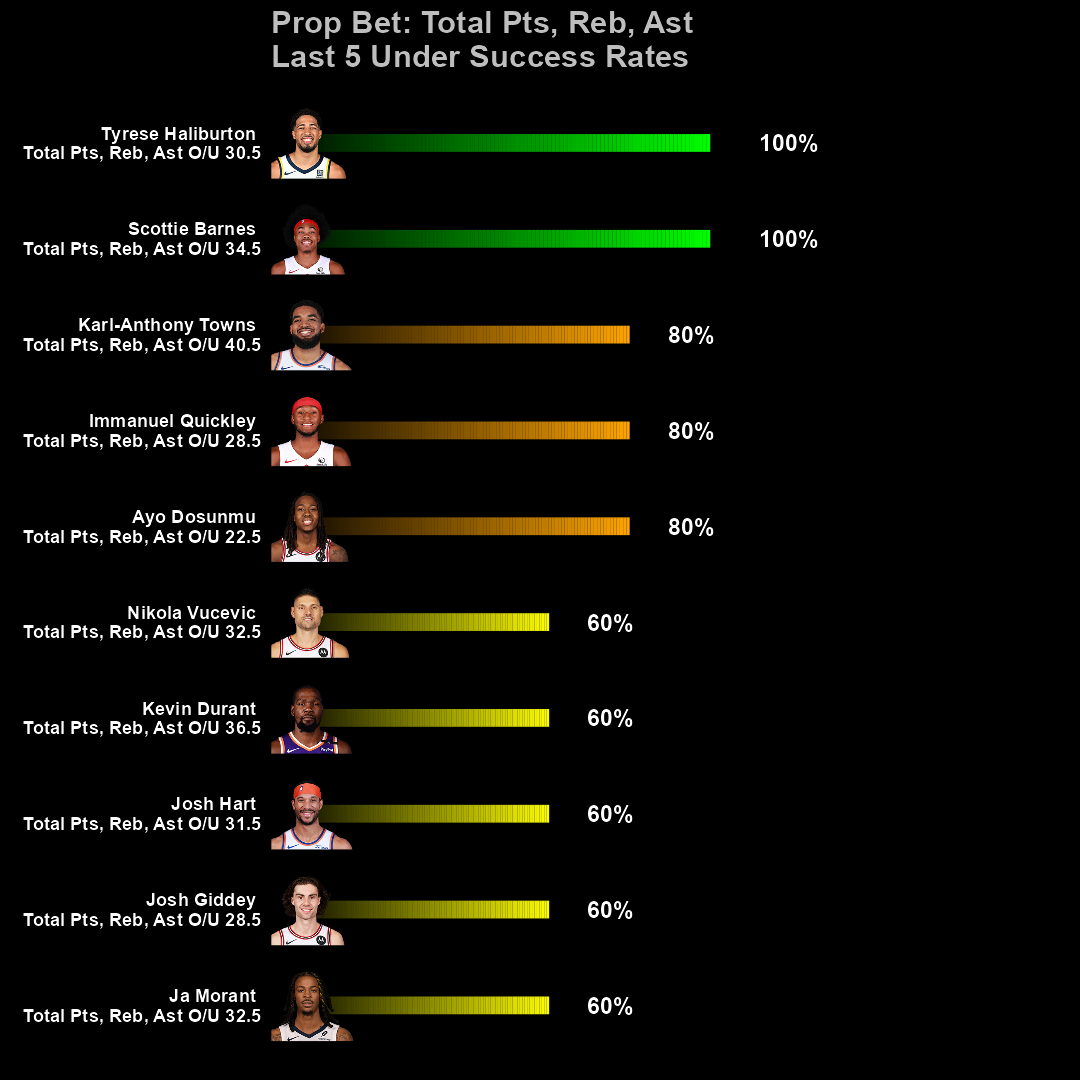 Prop Bet: Total Pts, Reb, Ast
Last 5 Under Success Rates
Tyrese Haliburton
Total Pts, Reb, Ast O/U 30.5
100%
Scottie Barnes
Total Pts, Reb, Ast O/U 34.5
100%
Karl-Anthony Towns
Total Pts, Reb, Ast O/U 40.5
80%
Immanuel Quickley
Total Pts, Reb, Ast O/U 28.5
80%
Ayo Dosunmu
Total Pts, Reb, Ast O/U 22.5
80%
Nikola Vucevic
Total Pts, Reb, Ast O/U 32.5
60%
Kevin Durant
Total Pts, Reb, Ast O/U 36.5
60%
Josh Hart
Total Pts, Reb, Ast O/U 31.5
60%
Josh Giddey
Total Pts, Reb, Ast O/U 28.5
60%
Ja Morant
Total Pts, Reb, Ast O/U 32.5
60%